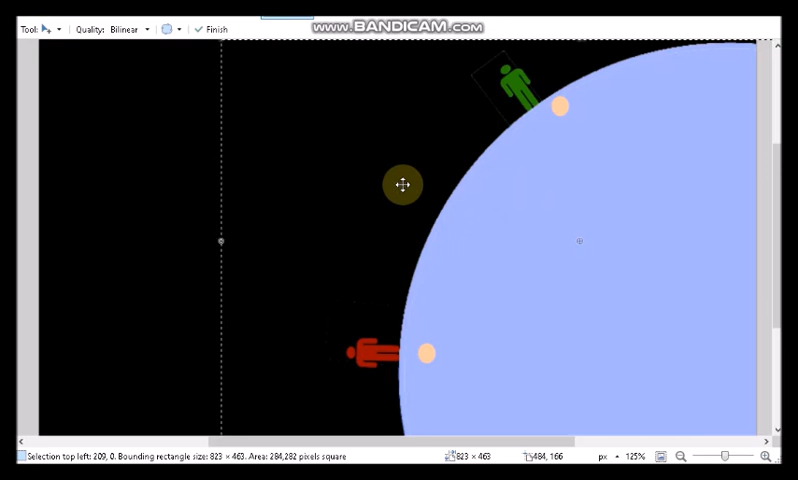 Tool: Quality: Bilinear Finish
www.BANDICAM.com
Selection top left: 209, 0. Bounding rectangle size: 823 × 463. Area: 284,282 pixels square 823 × 463 484, 166 px 125%